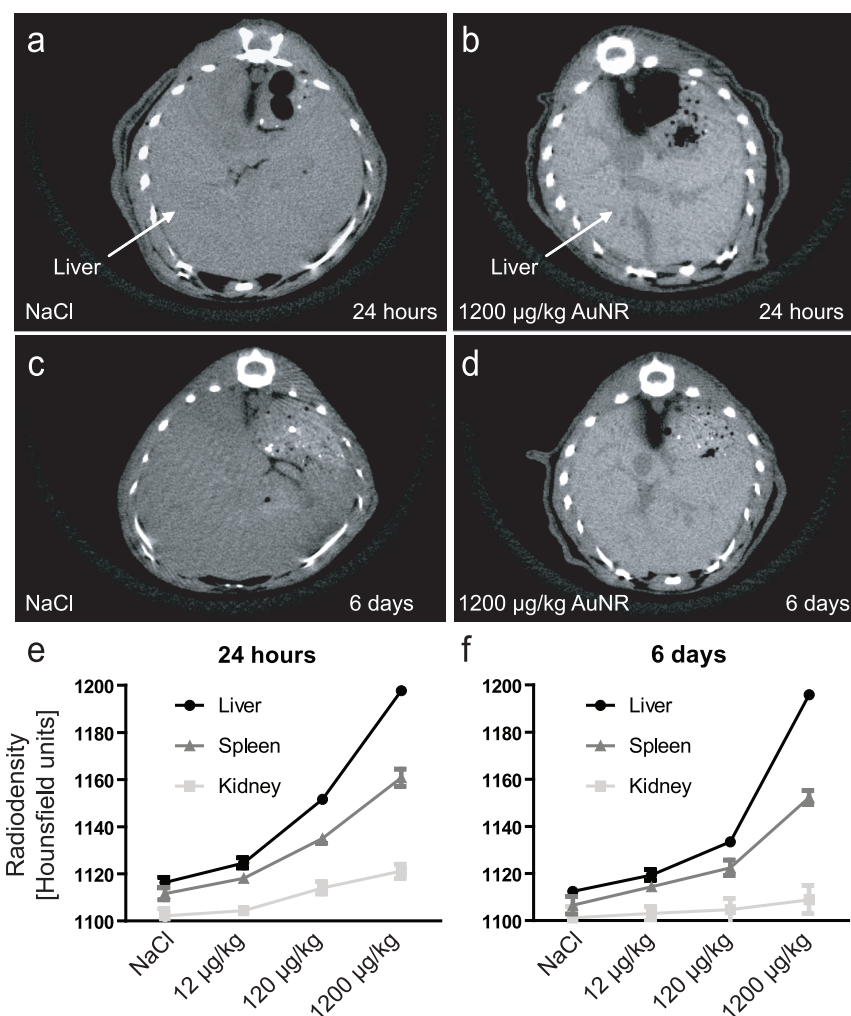 a
Liver
NaCl
24 hours
b
Liver
1200 µg/kg AuNR
24 hours
c
NaCl
6 days
d
1200 µg/kg AuNR
6 days
e
24 hours
Radiodensity
[Hounsfield units]
1200
1180
1160
1140
1120
1100
Liver
Spleen
Kidney
NaCl
12 µg/kg
120 µg/kg
1200 µg/kg
f
6 days
1200
1180
1160
1140
1120
1100
Liver
Spleen
Kidney
NaCl
12 µg/kg
120 µg/kg
1200 µg/kg